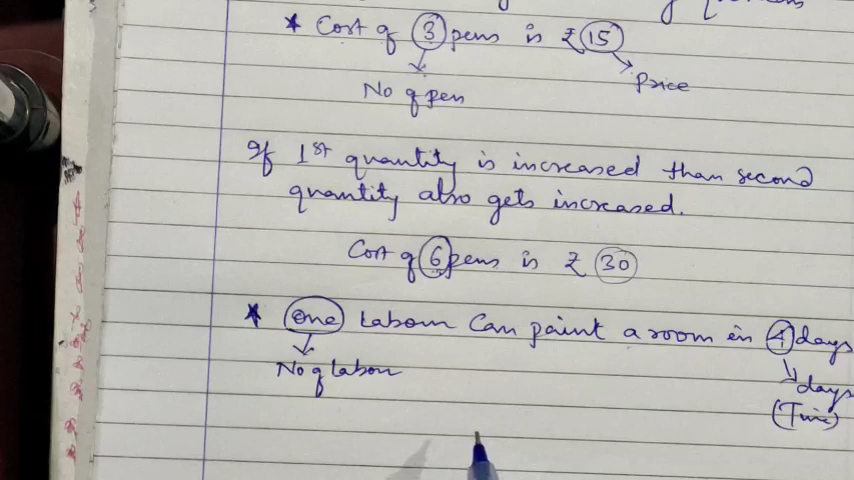 * Cost of 3 pens is ₹ 15
Price
No of pen
If 1st quantity is increased than second
quantity also gets increased.
Cost of 6 pens is ₹ 30
* One labour can paint a room in 4 days
No of labour
days
(Time)